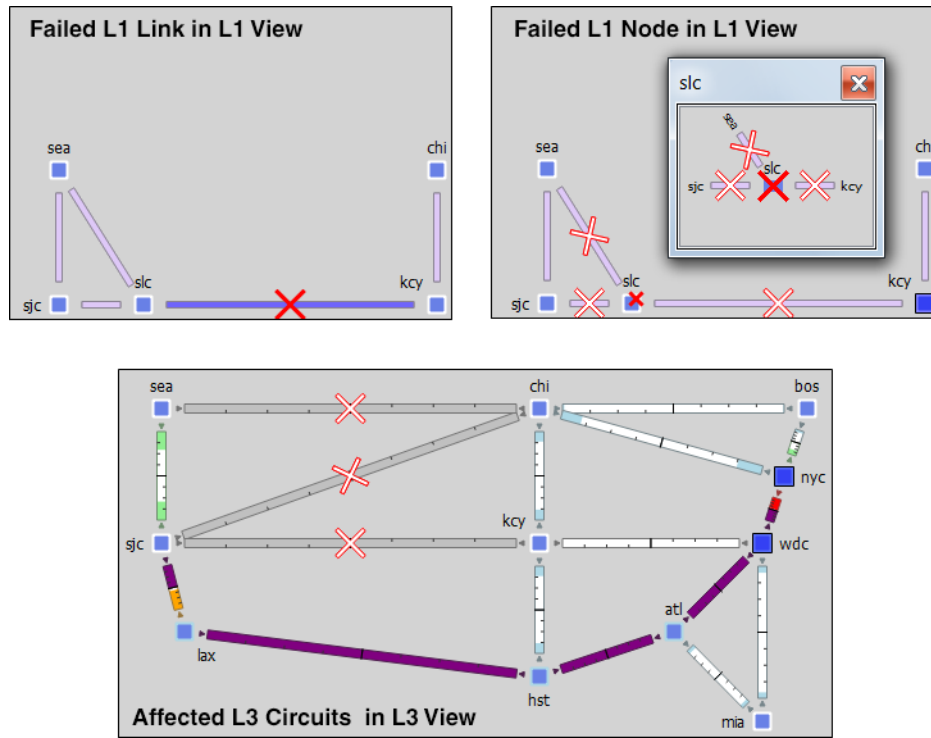 Failed L1 Link in L1 View
sea
chi
slc
kcy
sjc
Failed L1 Node in L1 View
slc
sea
slc
sjc
kcy
sea
ch
slc
kcy
sjc
sea
chi
bos
nyc
kcy
sjc
wdc
atl
lax
hst
mia
Affected L3 Circuits in L3 View